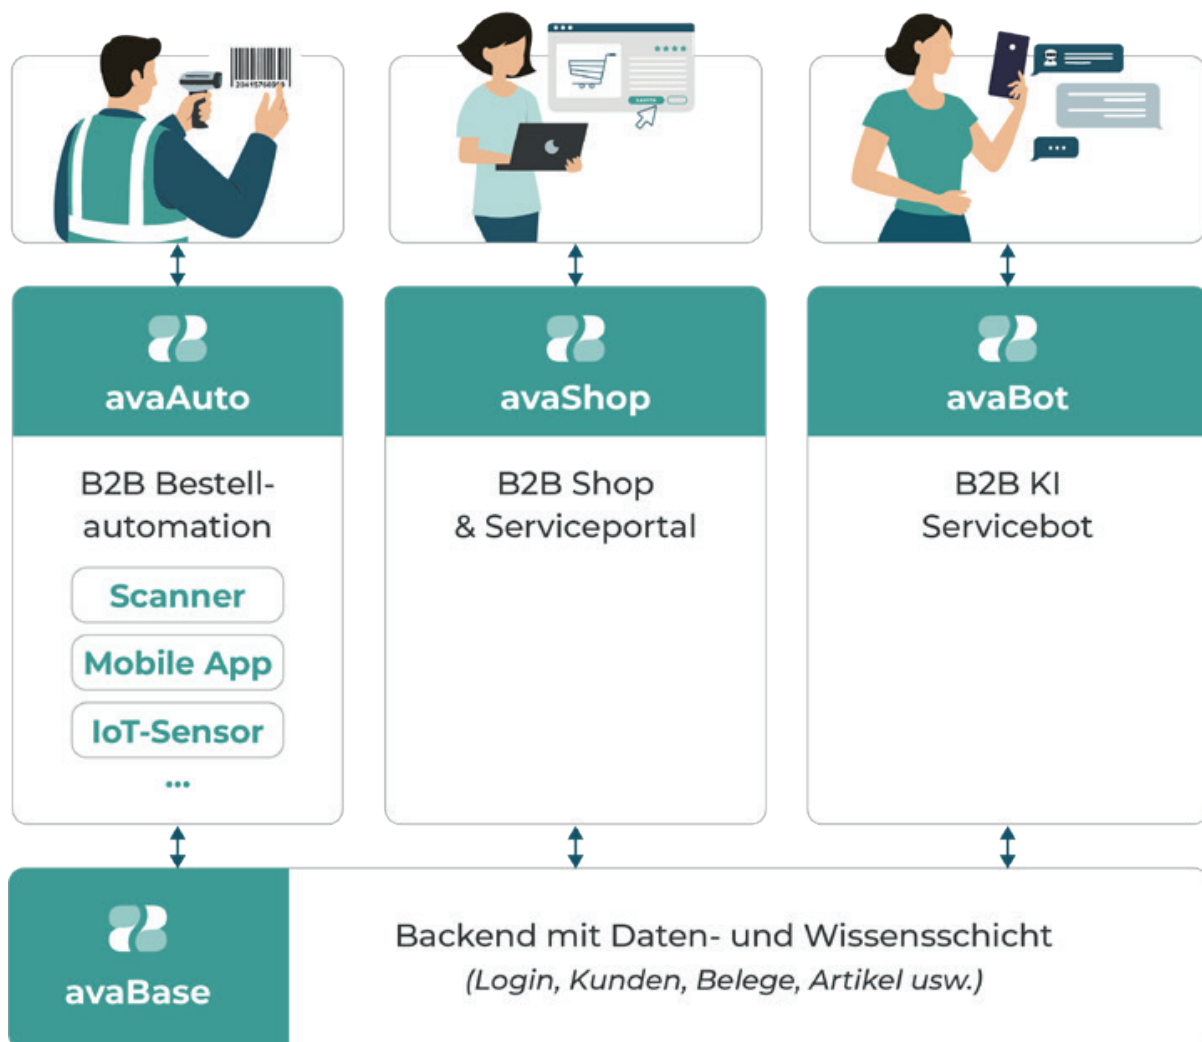 avaAuto
B2B Bestell-
automation
Scanner
Mobile App
IoT-Sensor
...
avaShop
B2B Shop
& Serviceportal
avaBot
B2B KI
Servicebot
avaBase
Backend mit Daten- und Wissensschicht
(Login, Kunden, Belege, Artikel usw.)